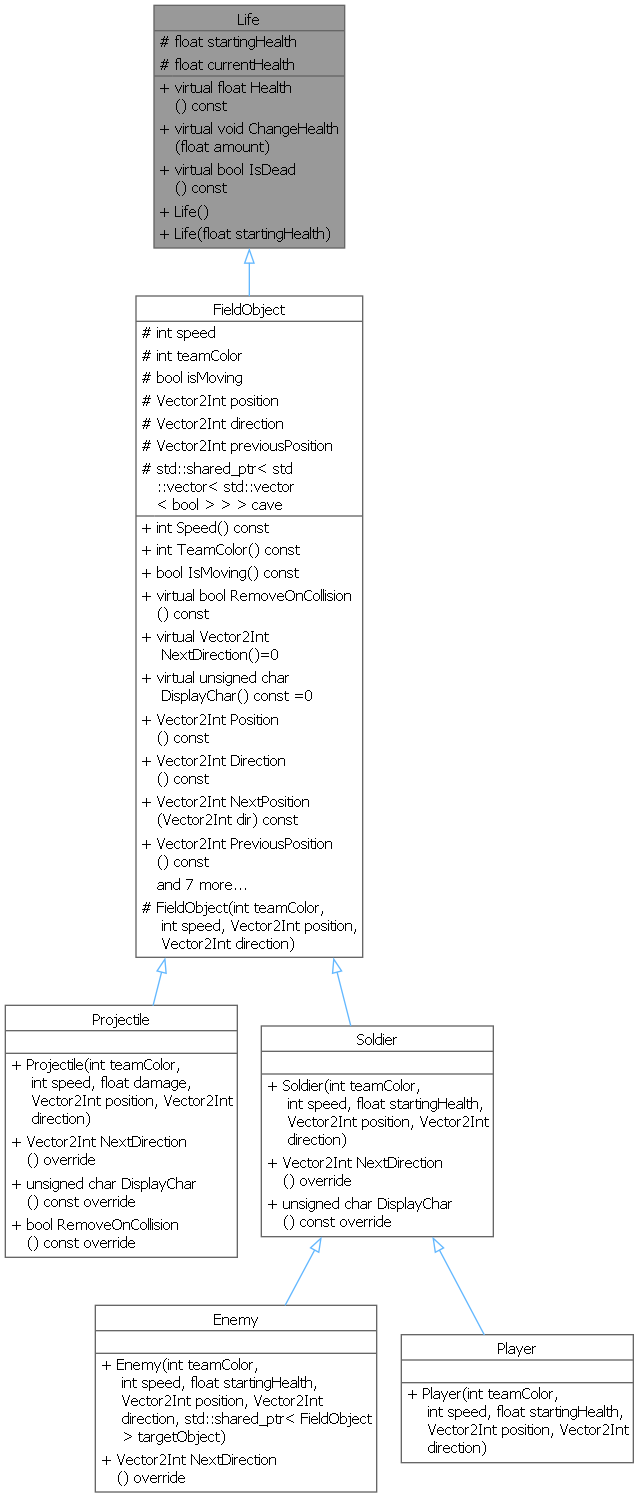 Life
# float startingHealth
# float currentHealth
+ virtual float Health
() const
+ virtual void ChangeHealth
(float amount)
+ virtual bool IsDead
() const
+ Life()
+ Life(float startingHealth)
FieldObject
# int speed
# int teamColor
# bool isMoving
# Vector2Int position
# Vector2Int direction
# Vector2Int previousPosition
# std::shared_ptr< std
::vector< std::vector
< bool > > > cave
+ int Speed() const
+ int TeamColor() const
+ bool IsMoving() const
+ virtual bool RemoveOnCollision
() const
+ virtual Vector2Int
NextDirection()=0
+ virtual unsigned char
DisplayChar() const =0
+ Vector2Int Position
() const
+ Vector2Int Direction
() const
+ Vector2Int NextPosition
(Vector2Int dir) const
+ Vector2Int PreviousPosition
() const
and 7 more...
# FieldObject(int teamColor,
int speed, Vector2Int position,
Vector2Int direction)
Projectile
+ Projectile(int teamColor,
int speed, float damage,
Vector2Int position, Vector2Int
direction)
+ Vector2Int NextDirection
() override
+ unsigned char DisplayChar
() const override
+ bool RemoveOnCollision
() const override
Soldier
+ Soldier(int teamColor,
int speed, float startingHealth,
Vector2Int position, Vector2Int
direction)
+ Vector2Int NextDirection
() override
+ unsigned char DisplayChar
() const override
Enemy
+ Enemy(int teamColor,
int speed, float startingHealth,
Vector2Int position, Vector2Int
direction, std::shared_ptr< FieldObject
> targetObject)
+ Vector2Int NextDirection
() override
Player
+ Player(int teamColor,
int speed, float startingHealth,
Vector2Int position, Vector2Int
direction)